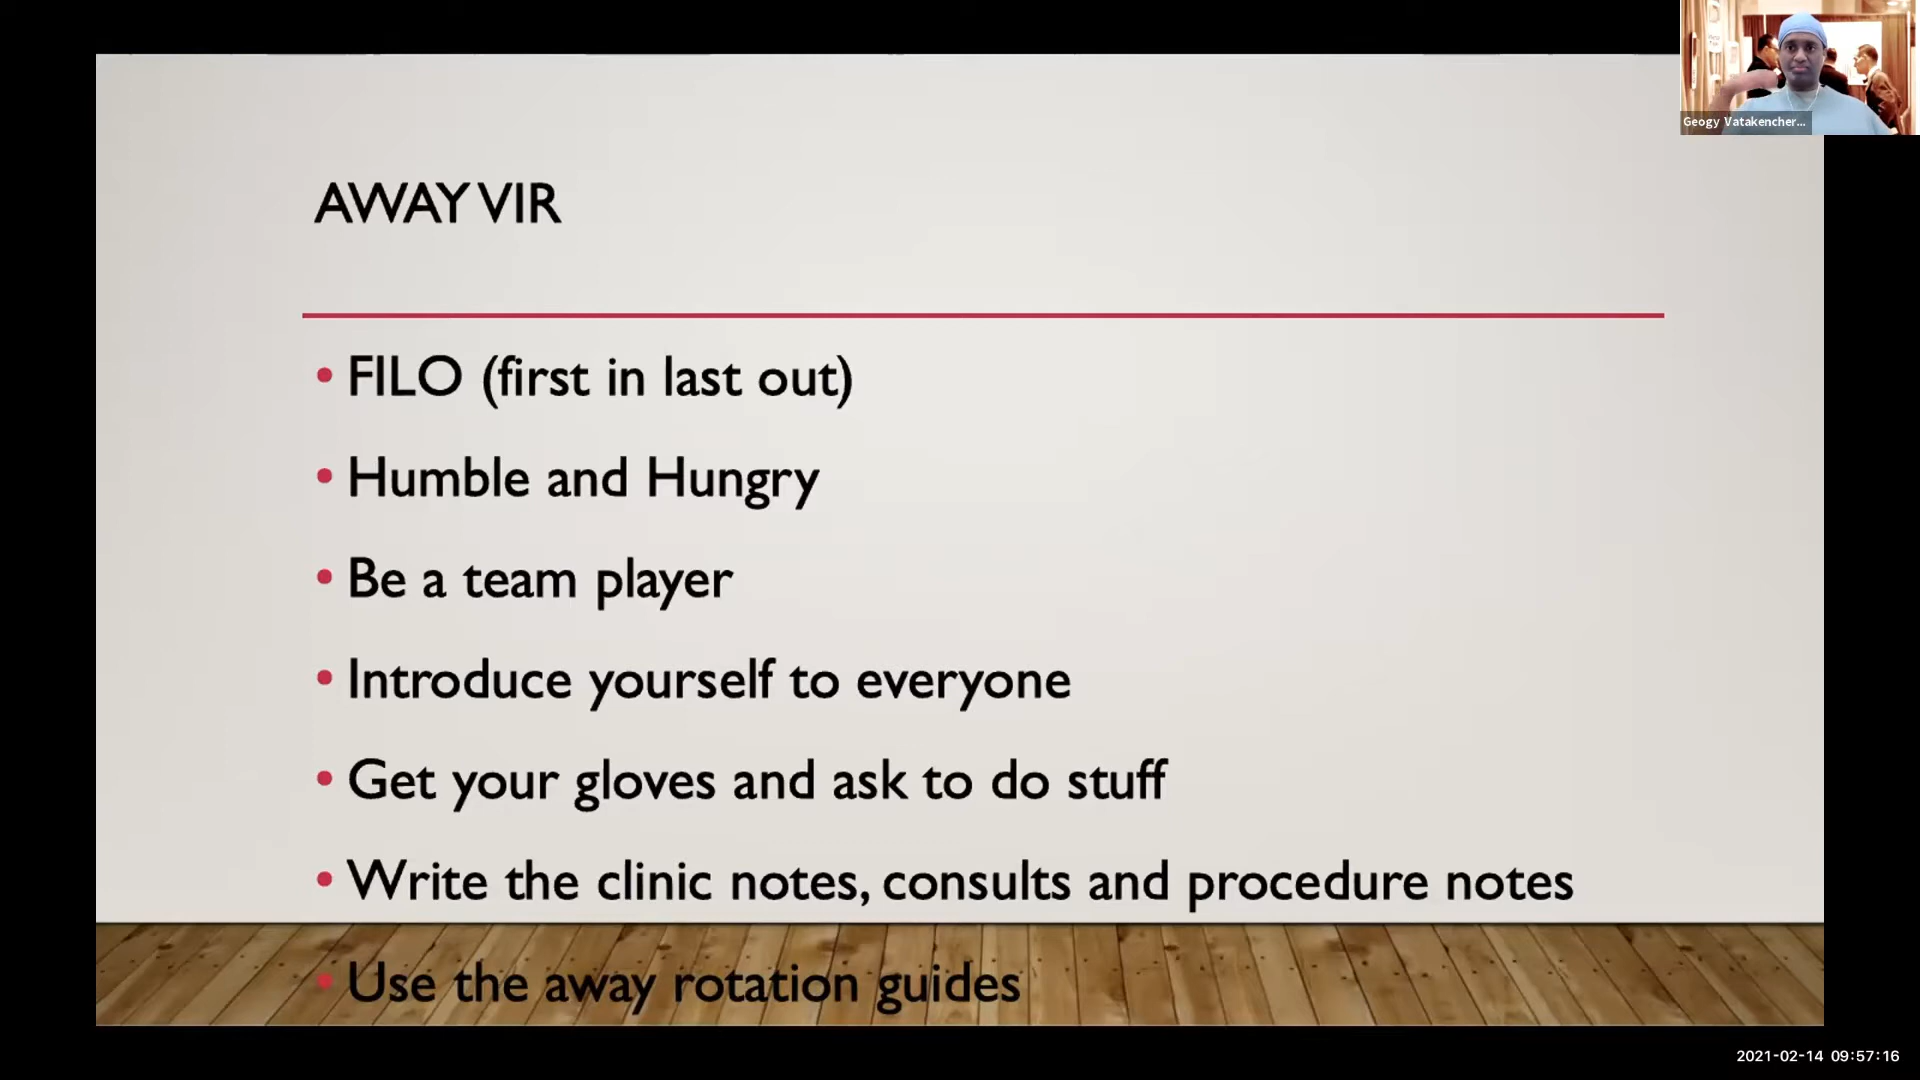 Geogy Vatakencher...
AWAY VIR
• FILO (first in last out)
• Humble and Hungry
• Be a team player
• Introduce yourself to everyone
• Get your gloves and ask to do stuff
• Write the clinic notes, consults and procedure notes
• Use the away rotation guides
2021-02-14 09:57:16